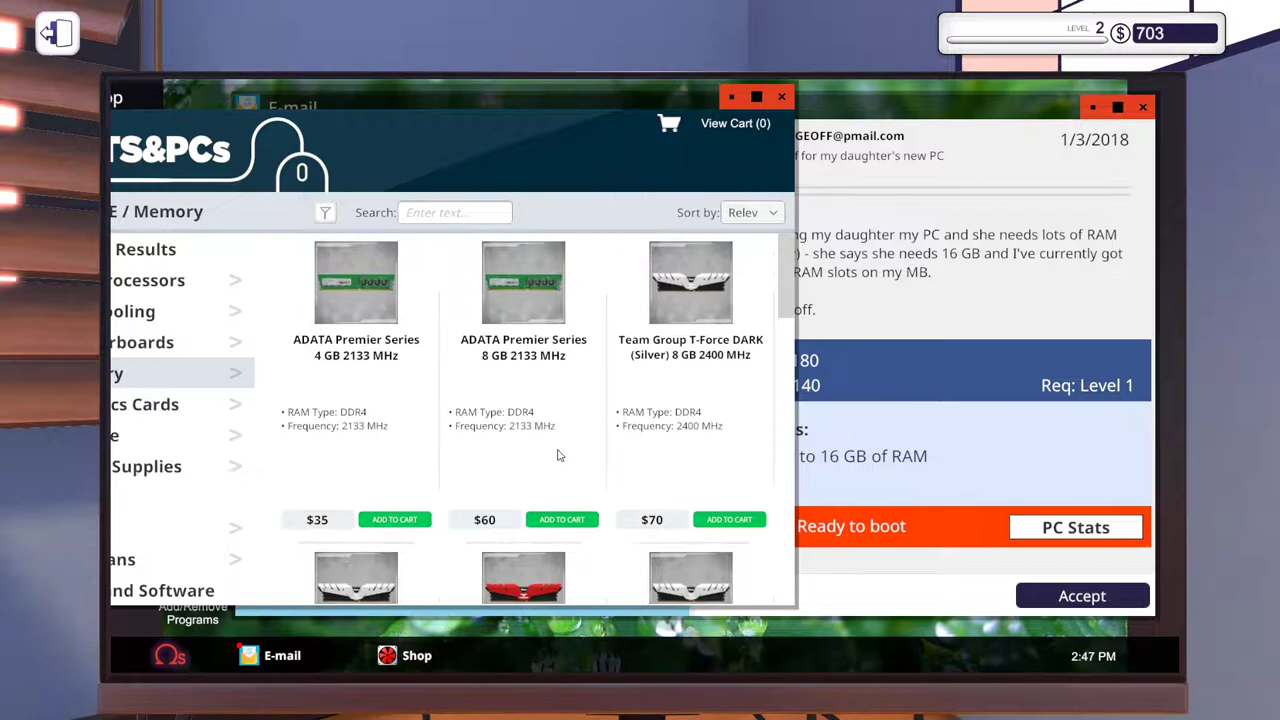 LEVEL 2 $ 703
op
E-mail
TS&PCs
View Cart (0)
E / Memory
Search: Enter text...
Sort by: Relev
Results
rocessors >
oling >
rboards >
ry >
cs Cards >
e >
Supplies >
>
ans >
nd Software
ADATA Premier Series
4 GB 2133 MHz
• RAM Type: DDR4
• Frequency: 2133 MHz
$35 ADD TO CART
ADATA Premier Series
8 GB 2133 MHz
• RAM Type: DDR4
• Frequency: 2133 MHz
$60 ADD TO CART
Team Group T-Force DARK
(Silver) 8 GB 2400 MHz
• RAM Type: DDR4
• Frequency: 2400 MHz
$70 ADD TO CART
GEOFF@pmail.com
1/3/2018
f for my daughter's new PC
ng my daughter my PC and she needs lots of RAM
) - she says she needs 16 GB and I've currently got
RAM slots on my MB.
off.
180
140 Req: Level 1
s:
to 16 GB of RAM
Ready to boot PC Stats
Accept
Add/Remove
Programs
Ωs E-mail Shop 2:47 PM